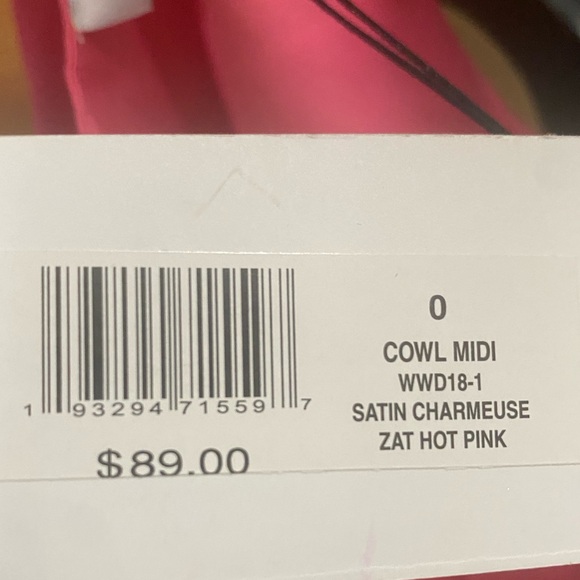 1 93294 71559 7
$89.00
0
COWL MIDI
WWD18-1
SATIN CHARMEUSE
ZAT HOT PINK